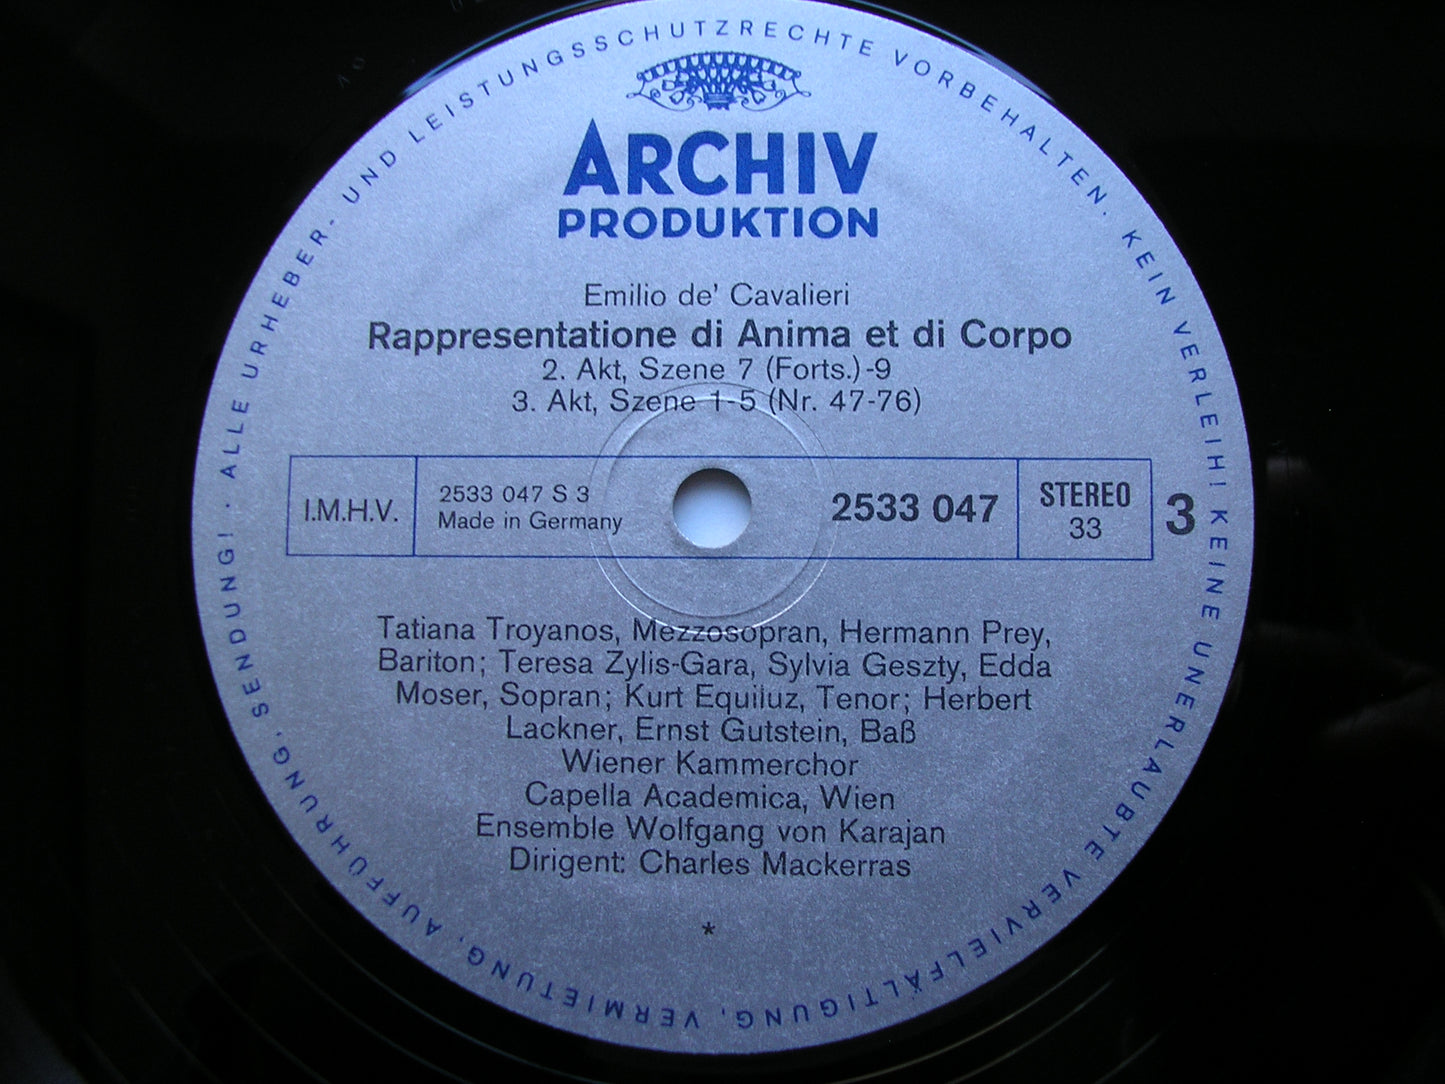 ALLE URHEBER- UND LEISTUNGSSCHUTZRECHTE VORBEHALTEN. KEIN VERLEIH! KEINE UNERLAUBTE VERVIELFÄLTIGUNG, VERMIETUNG, AUFFÜHRUNG, SENDUNG! ·
ARCHIV
PRODUKTION
Emilio de' Cavalieri
Rappresentatione di Anima et di Corpo
2. Akt, Szene 7 (Forts.)-9
3. Akt, Szene 1-5 (Nr. 47-76)
I.M.H.V.
2533 047 S 3
Made in Germany
2533 047
STEREO
33
3
Tatiana Troyanos, Mezzosopran, Hermann Prey,
Bariton; Teresa Zylis-Gara, Sylvia Geszty, Edda
Moser, Sopran; Kurt Equiluz, Tenor; Herbert
Lackner, Ernst Gutstein, Baß
Wiener Kammerchor
Capella Academica, Wien
Ensemble Wolfgang von Karajan
Dirigent: Charles Mackerras
*